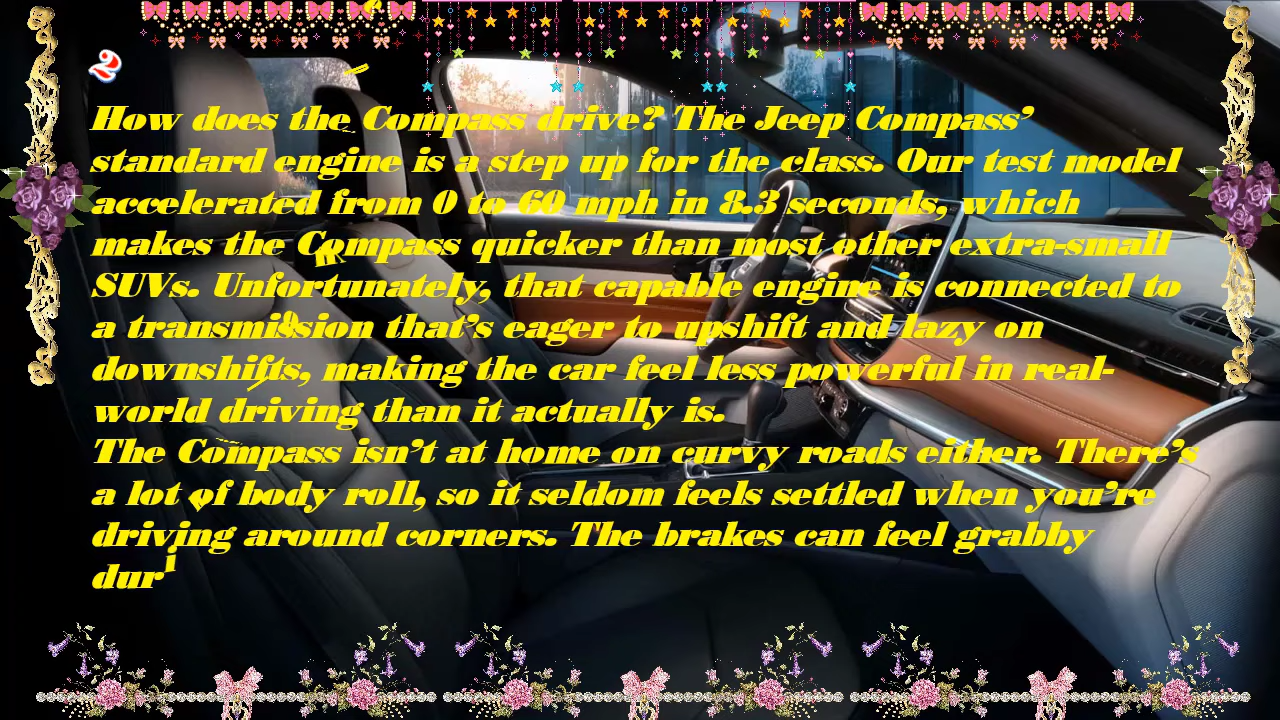 2
How does the Compass drive? The Jeep Compass’
standard engine is a step up for the class. Our test model
accelerated from 0 to 60 mph in 8.3 seconds, which
makes the Compass quicker than most other extra-small
SUVs. Unfortunately, that capable engine is connected to
a transmission that’s eager to upshift and lazy on
downshifts, making the car feel less powerful in real-
world driving than it actually is.
The Compass isn’t at home on curvy roads either. There’s
a lot of body roll, so it seldom feels settled when you’re
driving around corners. The brakes can feel grabby
duri